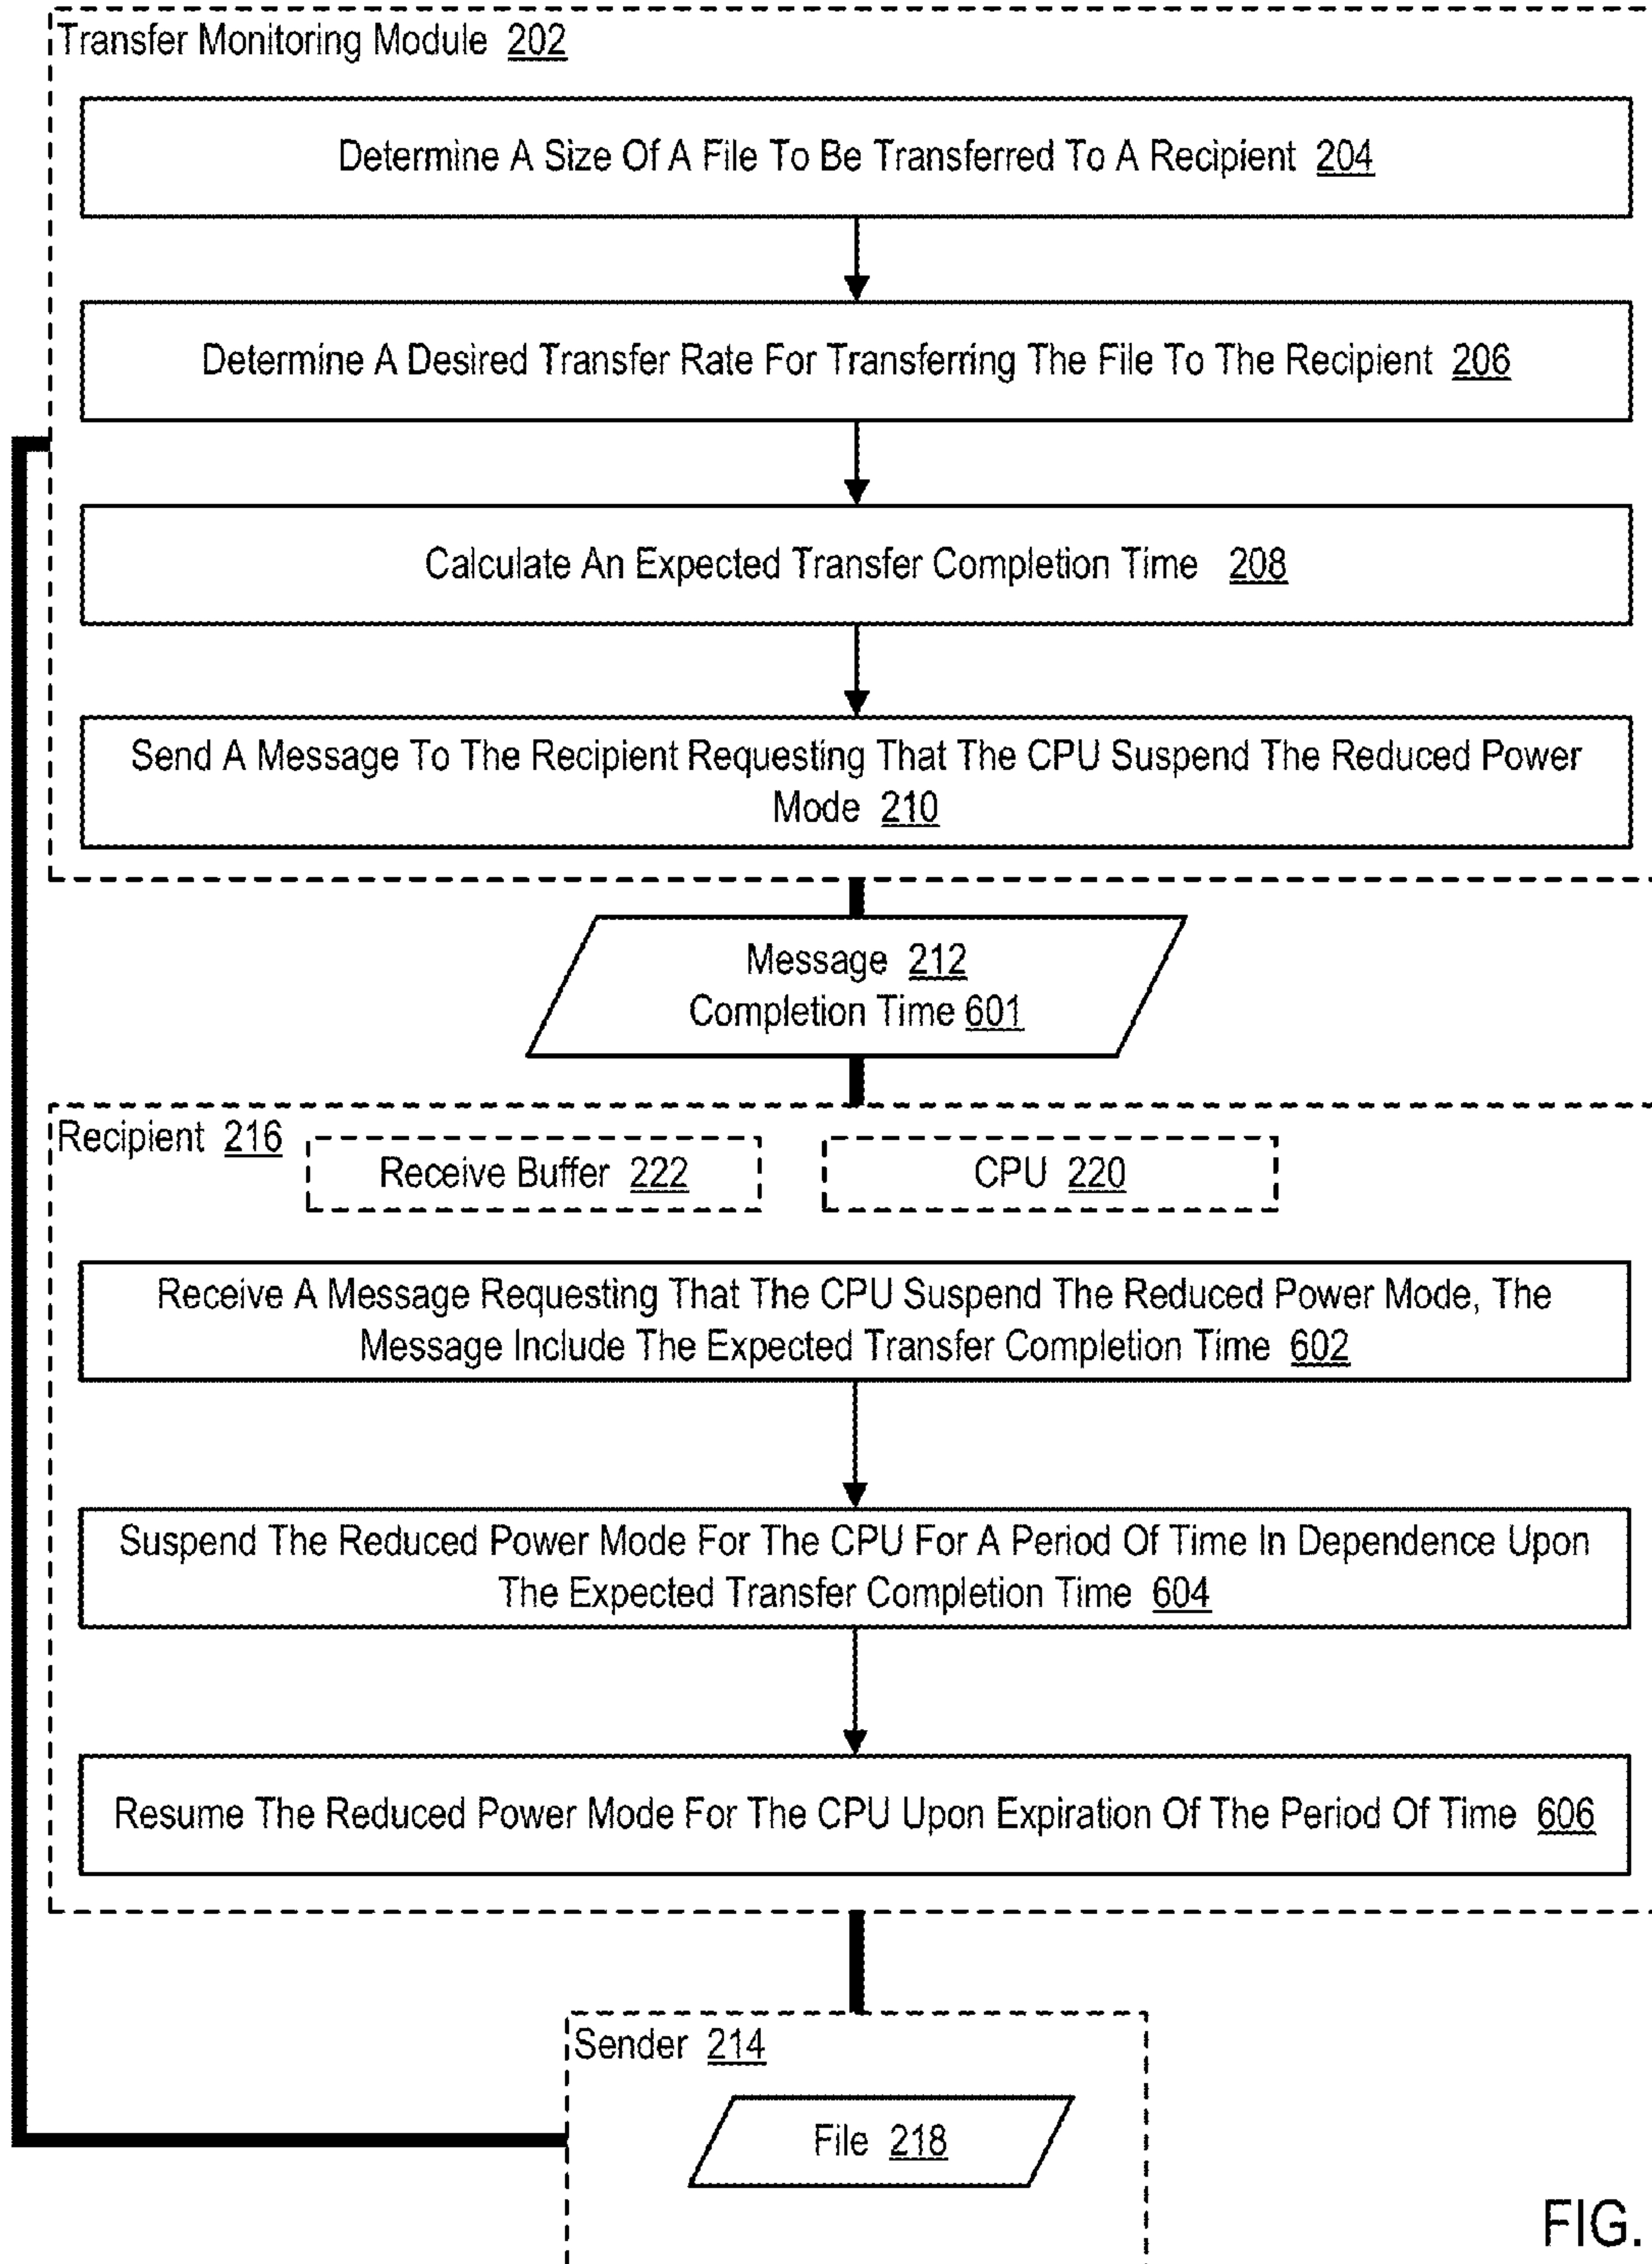 Transfer Monitoring Module 202
Determine A Size Of A File To Be Transferred To A Recipient 204
Determine A Desired Transfer Rate For Transferring The File To The Recipient 206
Calculate An Expected Transfer Completion Time 208
Send A Message To The Recipient Requesting That The CPU Suspend The Reduced Power
Mode 210
Message 212
Completion Time 601
Recipient 216
Receive Buffer 222
CPU 220
Receive A Message Requesting That The CPU Suspend The Reduced Power Mode, The
Message Include The Expected Transfer Completion Time 602
Suspend The Reduced Power Mode For The CPU For A Period Of Time In Dependence Upon
The Expected Transfer Completion Time 604
Resume The Reduced Power Mode For The CPU Upon Expiration Of The Period Of Time 606
Sender 214
File 218
FIG.